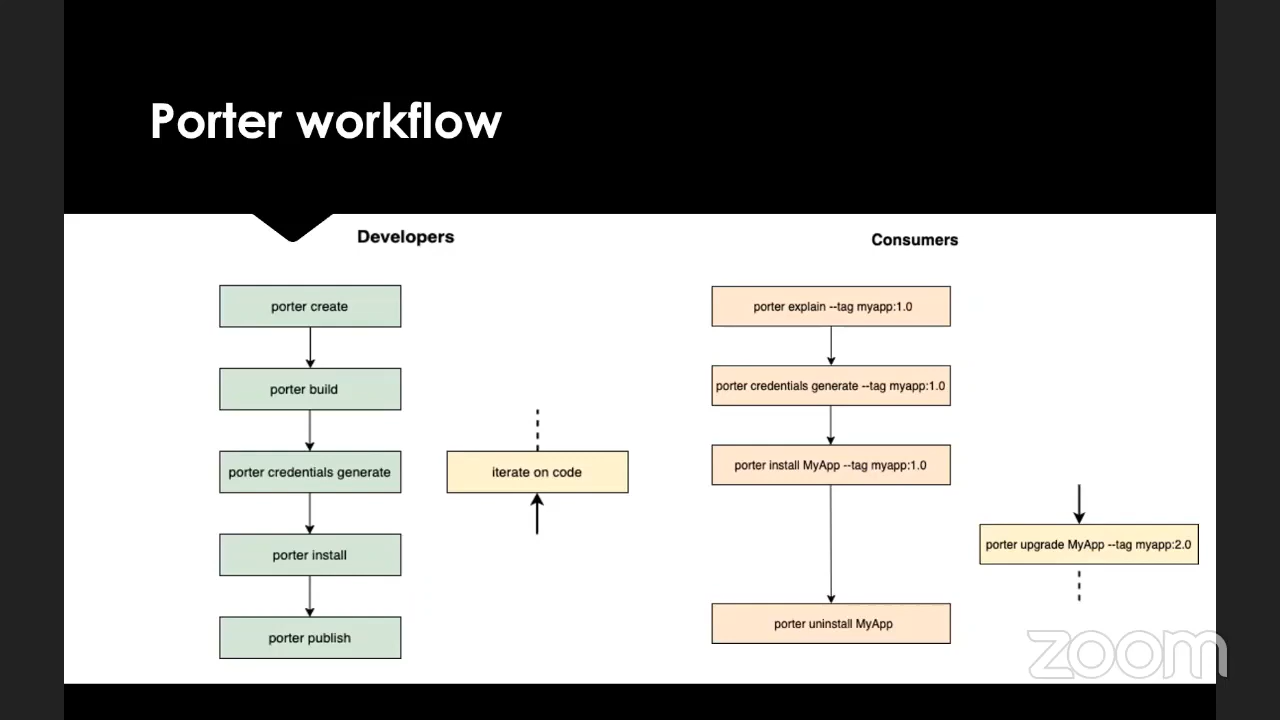 Porter workflow
Developers
porter create
porter build
porter credentials generate
porter install
porter publish
iterate on code
Consumers
porter explain --tag myapp:1.0
porter credentials generate --tag myapp:1.0
porter install MyApp --tag myapp:1.0
porter upgrade MyApp --tag myapp:2.0
porter uninstall MyApp
zoom